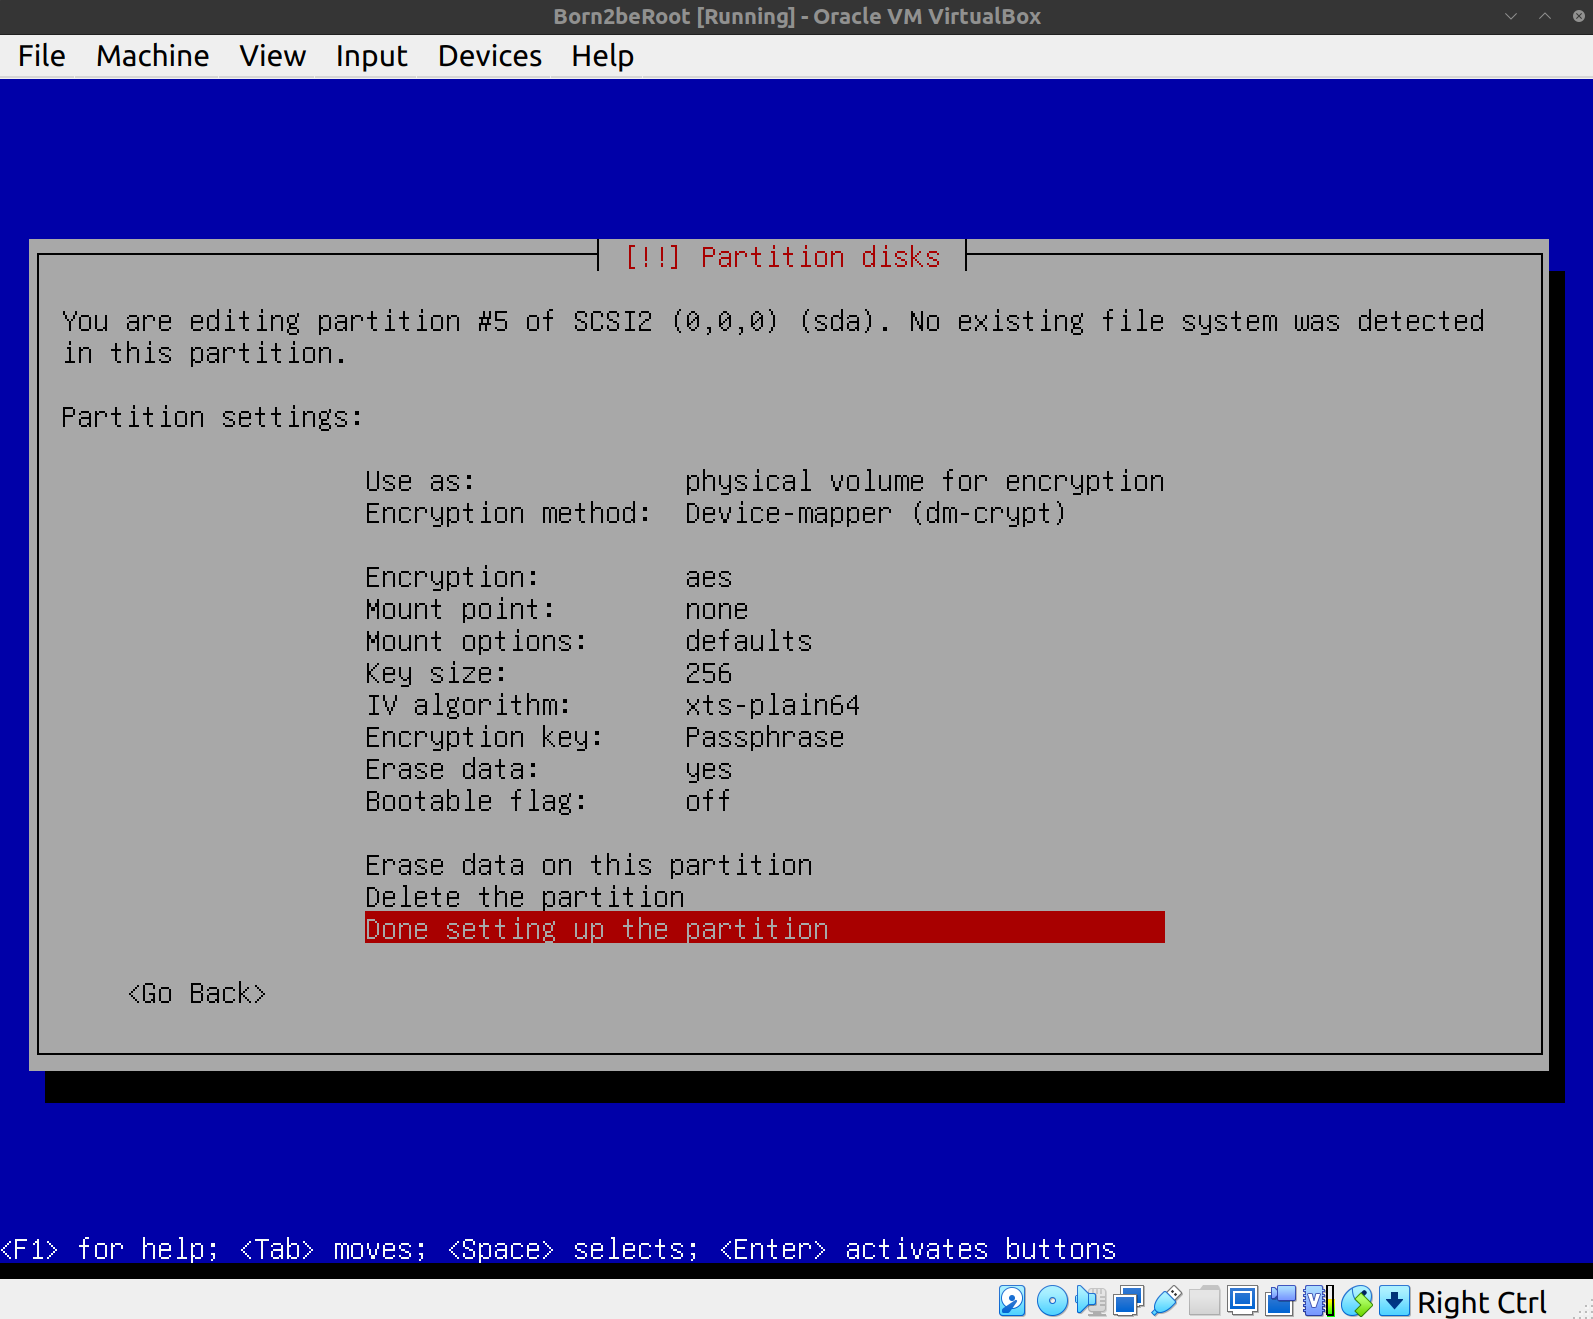 Born2beRoot [Running] - Oracle VM VirtualBox
File Machine View Input Devices Help
[!!] Partition disks
You are editing partition #5 of SCSI2 (0,0,0) (sda). No existing file system was detected
in this partition.
Partition settings:
Use as: physical volume for encryption
Encryption method: Device-mapper (dm-crypt)
Encryption: aes
Mount point: none
Mount options: defaults
Key size: 256
IV algorithm: xts-plain64
Encryption key: Passphrase
Erase data: yes
Bootable flag: off
Erase data on this partition
Delete the partition
Done setting up the partition
<Go Back>
<F1> for help; <Tab> moves; <Space> selects; <Enter> activates buttons
Right Ctrl